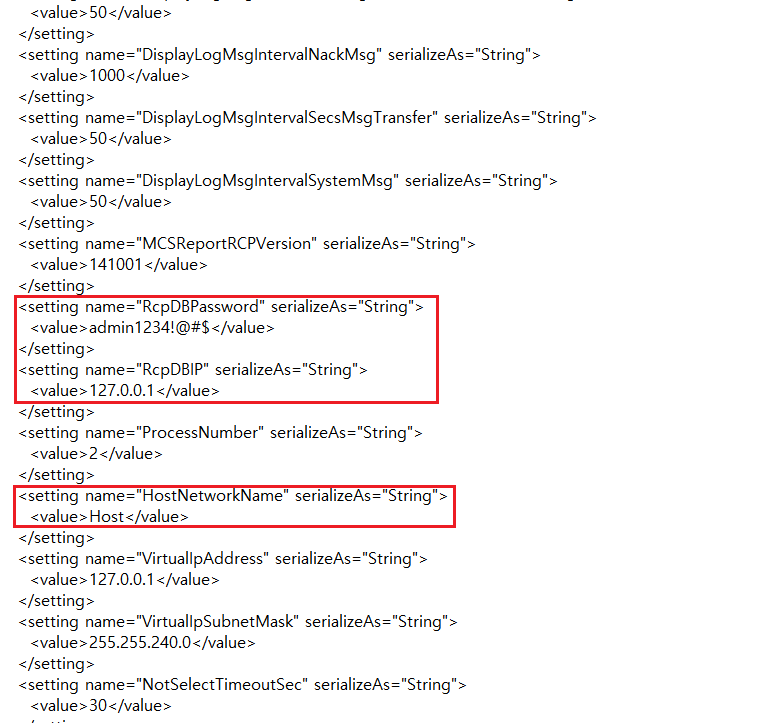 <value>50</value>
</setting>
<setting name="DisplayLogMsgIntervalNackMsg" serializeAs="String">
<value>1000</value>
</setting>
<setting name="DisplayLogMsgIntervalSecsMsgTransfer" serializeAs="String">
<value>50</value>
</setting>
<setting name="DisplayLogMsgIntervalSystemMsg" serializeAs="String">
<value>50</value>
</setting>
<setting name="MCSReportRCPVersion" serializeAs="String">
<value>141001</value>
</setting>
<setting name="RcpDBPassword" serializeAs="String">
<value>admin1234!@#$</value>
</setting>
<setting name="RcpDBIP" serializeAs="String">
<value>127.0.0.1</value>
</setting>
<setting name="ProcessNumber" serializeAs="String">
<value>2</value>
</setting>
<setting name="HostNetworkName" serializeAs="String">
<value>Host</value>
</setting>
<setting name="VirtualIpAddress" serializeAs="String">
<value>127.0.0.1</value>
</setting>
<setting name="VirtualIpSubnetMask" serializeAs="String">
<value>255.255.240.0</value>
</setting>
<setting name="NotSelectTimeoutSec" serializeAs="String">
<value>30</value>